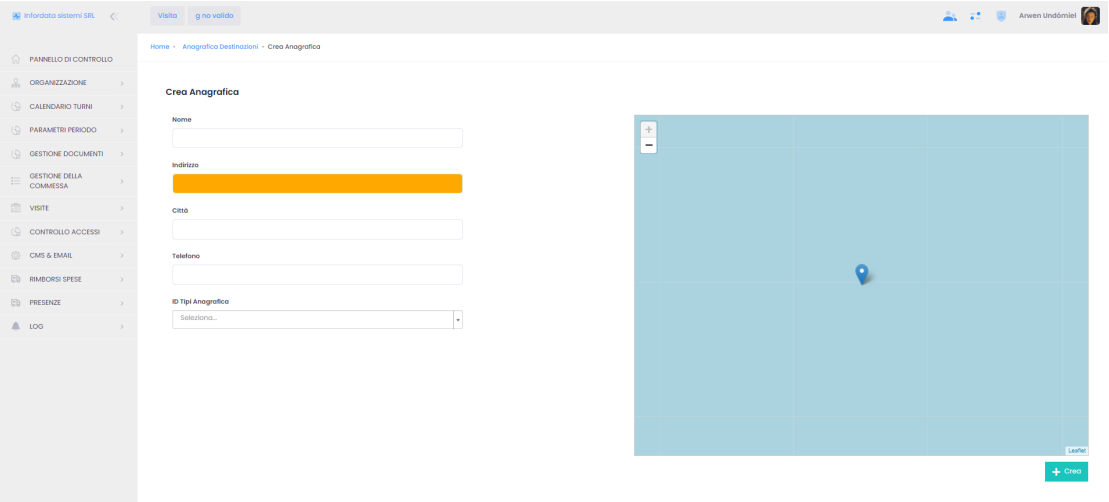 Infordata sistemi SRL
Visita
g no valido
Anwen Undómiel
Home - Anagrafica Destinazioni - Crea Anagrafica
PANNELLO DI CONTROLLO
ORGANIZZAZIONE
CALENDARIO TURNI
PARAMETRI PERIODO
GESTIONE DOCUMENTI
GESTIONE DELLA
COMMESSA
VISITE
CONTROLLO ACCESSI
CMS & EMAIL
RIMBORSI SPESE
PRESENZE
LOG
Crea Anagrafica
Nome
Indirizzo
Città
Telefono
ID Tipi Anagrafica
Seleziona...
+
−
Leaflet
+ Crea